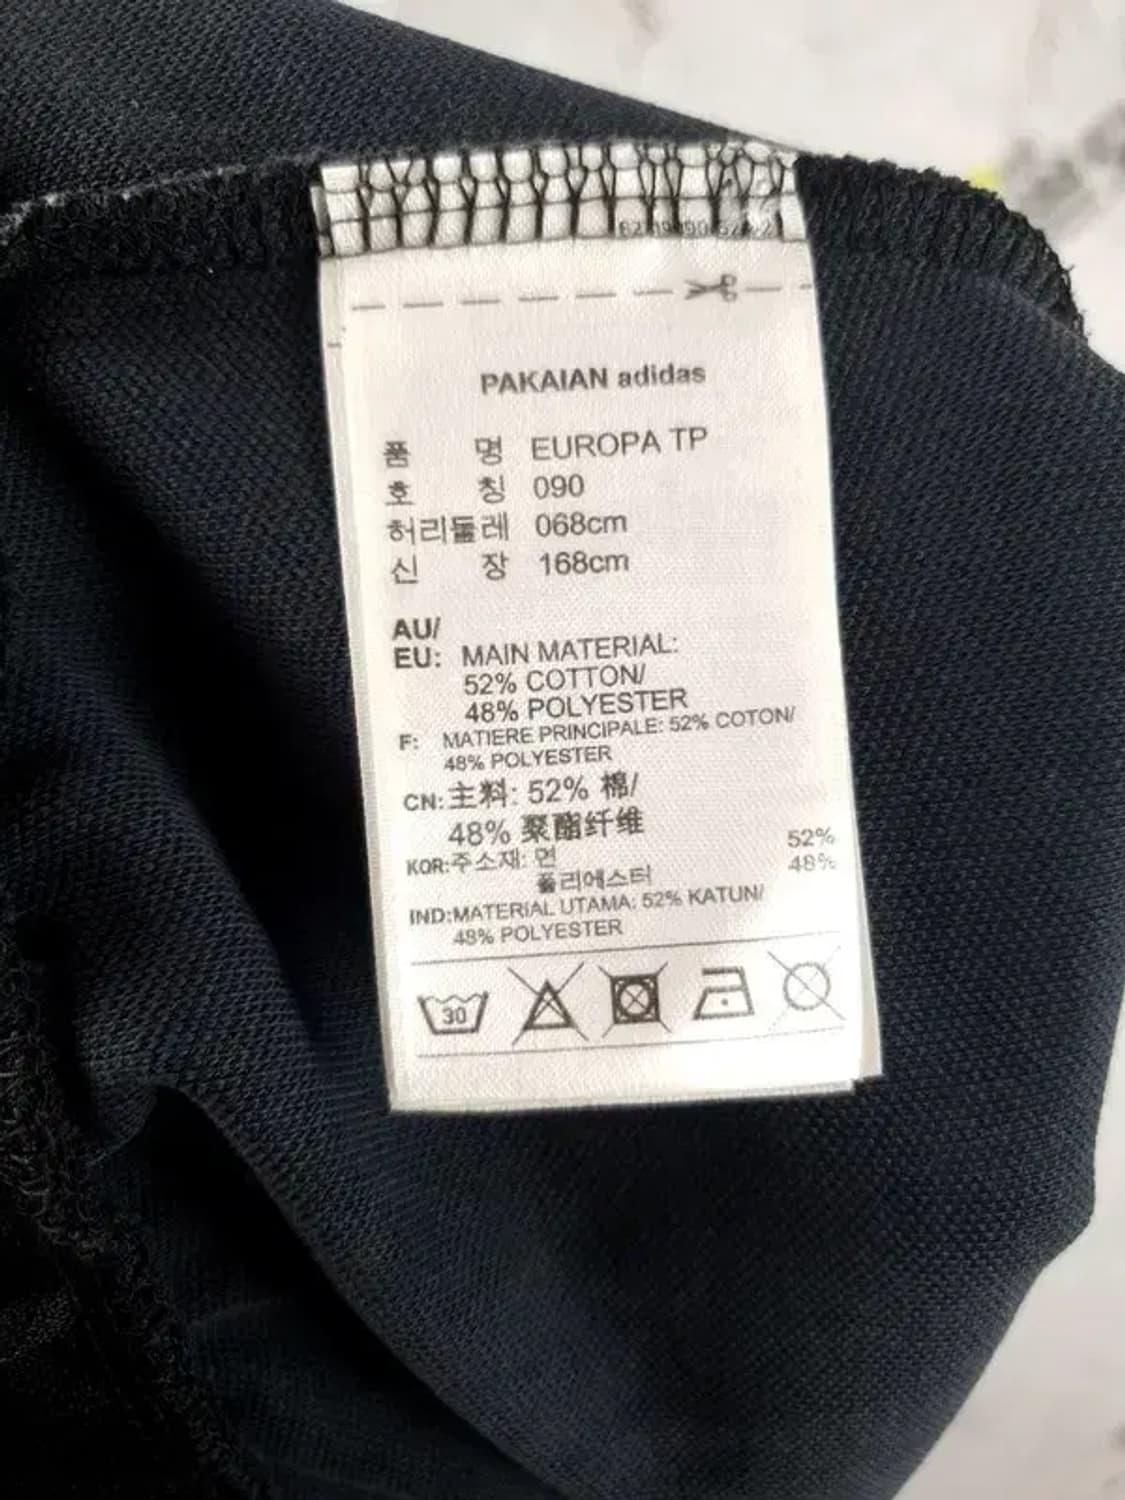 PAKAIAN adidas
품 명 EUROPA TP
호 칭 090
허리둘레 068cm
신 장 168cm
AU/
EU: MAIN MATERIAL:
52% COTTON/
48% POLYESTER
F: MATIERE PRINCIPALE: 52% COTON/
48% POLYESTER
CN: 主料: 52% 棉/
48% 聚酯纤维
KOR:주소재: 면 52%
폴리에스터 48%
IND:MATERIAL UTAMA: 52% KATUN/
48% POLYESTER
30